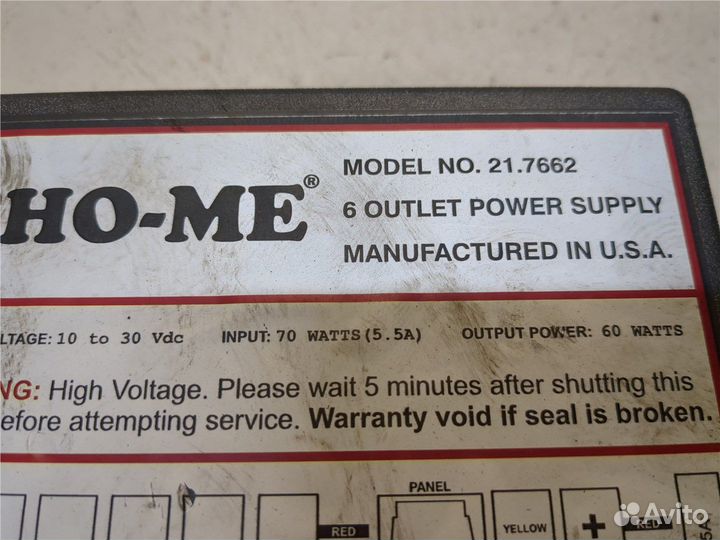 HO-ME®
MODEL NO. 21.7662
6 OUTLET POWER SUPPLY
MANUFACTURED IN U.S.A.
LTAGE: 10 to 30 Vdc INPUT: 70 WATTS (5.5A) OUTPUT POWER: 60 WATTS
NG: High Voltage. Please wait 5 minutes after shutting this
efore attempting service. Warranty void if seal is broken.
PANEL
RED
YELLOW
+
RED
5A
Avito